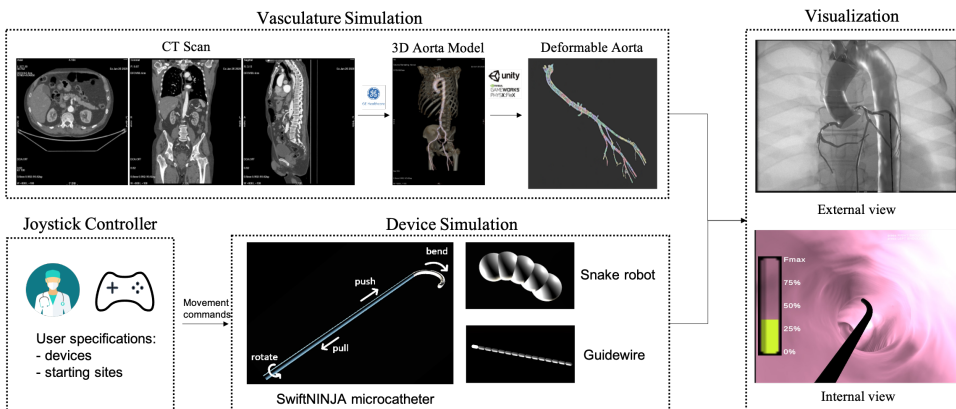 Vasculature Simulation
Visualization
CT Scan
3D Aorta Model
Deformable Aorta
unity
GAMEWORKS
External view
Joystick Controller
Device Simulation
bend
push
pull
rotate
Snake robot
Guidewire
SwiftNINJA microcatheter
Movement
commands
User specifications:
- devices
- starting sites
Fmax
75%
50%
25%
0%
Internal view